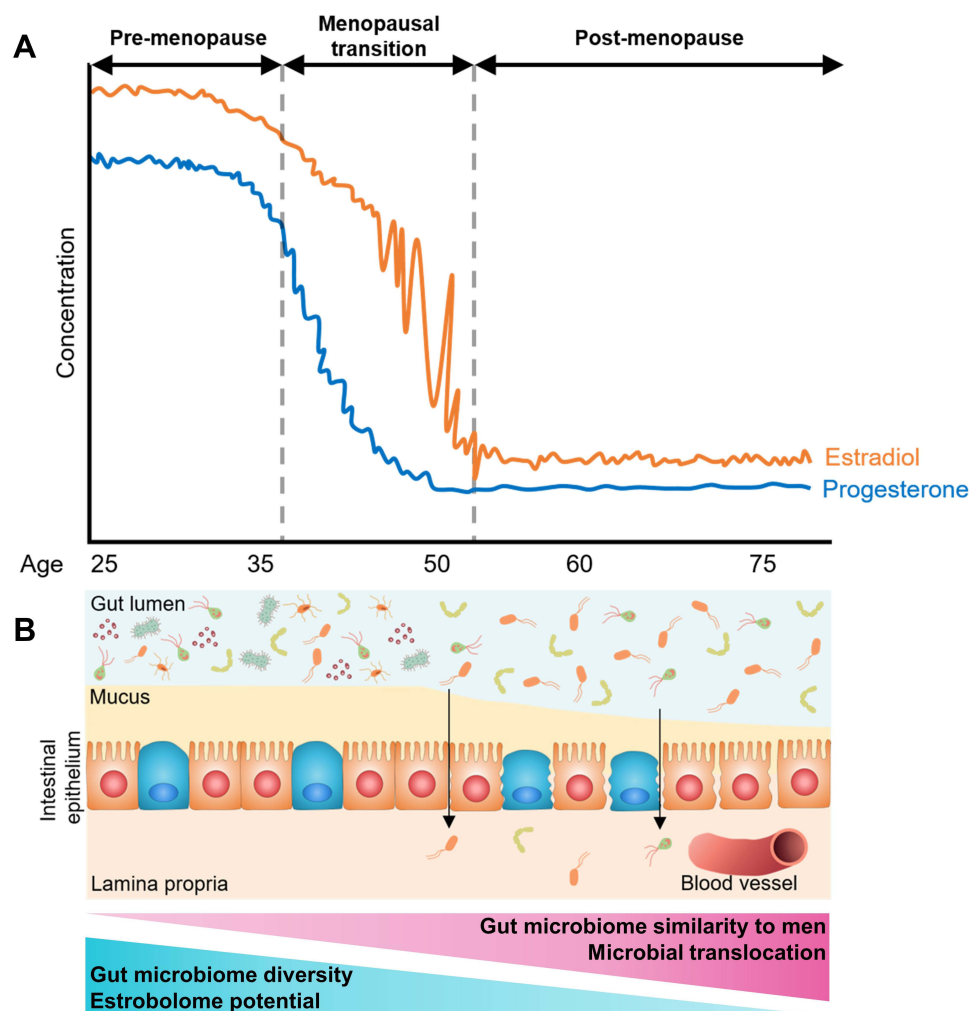 A
Pre-menopause
Menopausal
transition
Post-menopause
Concentration
Estradiol
Progesterone
Age 25 35 50 60 75
B
Gut lumen
Mucus
Intestinal
epithelium
Lamina propria
Blood vessel
Gut microbiome similarity to men
Microbial translocation
Gut microbiome diversity
Estrobolome potential